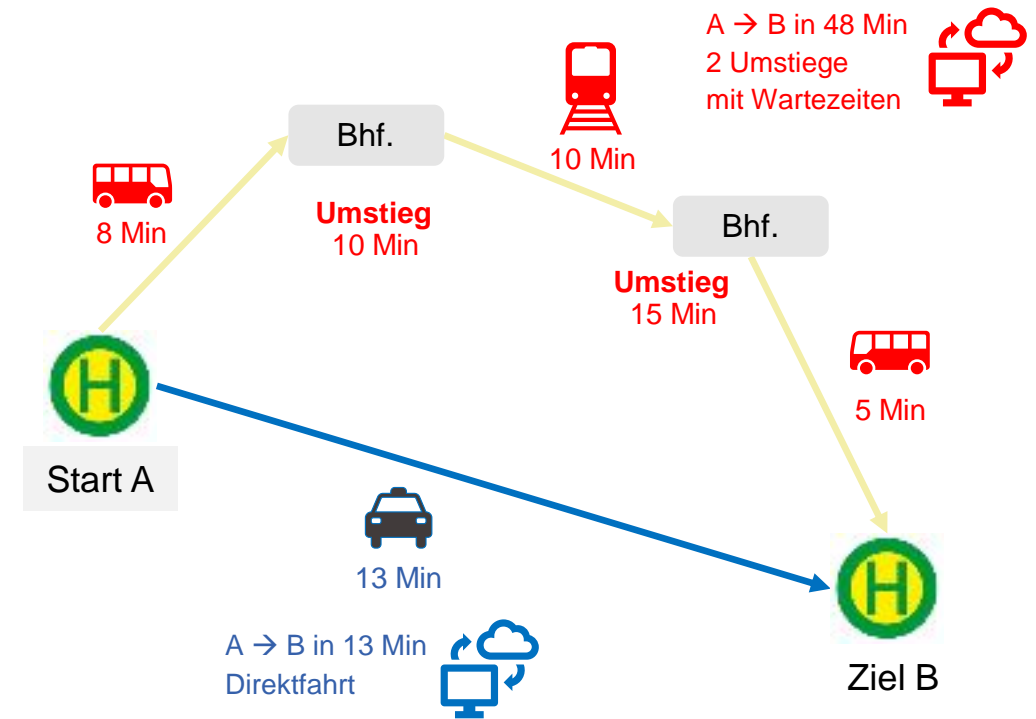 A → B in 48 Min
2 Umstiege
mit Wartezeiten
Bhf.
10 Min
8 Min
Umstieg
10 Min
Bhf.
Umstieg
15 Min
H
5 Min
Start A
13 Min
H
A → B in 13 Min
Direktfahrt
Ziel B